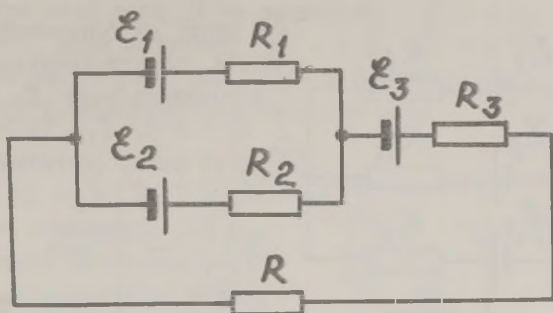 ℰ₁ R₁
ℰ₃ R₃
ℰ₂ R₂
R